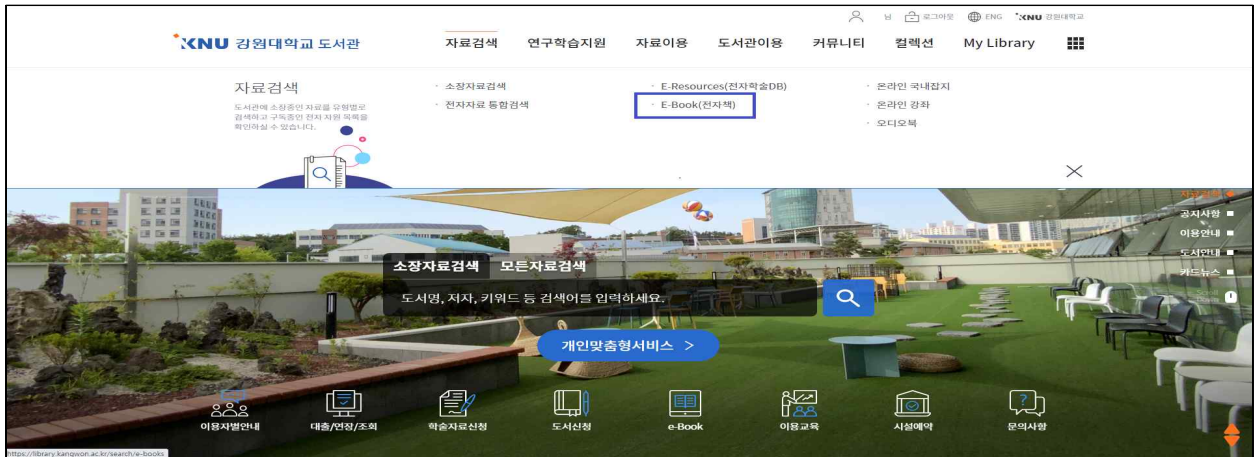 님 로그아웃 ENG KNU 강원대학교
KNU 강원대학교 도서관
자료검색 연구학습지원 자료이용 도서관이용 커뮤니티 컬렉션 My Library
자료검색
도서관에 소장중인 자료를 유형별로
검색하고 구독중인 전자 자원 목록을
확인하실 수 있습니다.
· 소장자료검색
· 전자자료 통합검색
· E-Resources(전자학술DB)
· E-Book(전자책)
· 온라인 국내잡지
· 온라인 강좌
· 오디오북
자료검색
공지사항
이용안내
도서안내
카드뉴스
소장자료검색 모든자료검색
도서명, 저자, 키워드 등 검색어를 입력하세요.
개인맞춤형서비스 >
이용자별안내 대출/연장/조회 학술자료신청 도서신청 e-Book 이용교육 시설예약 문의사항
https://library.kangwon.ac.kr/search/e-books